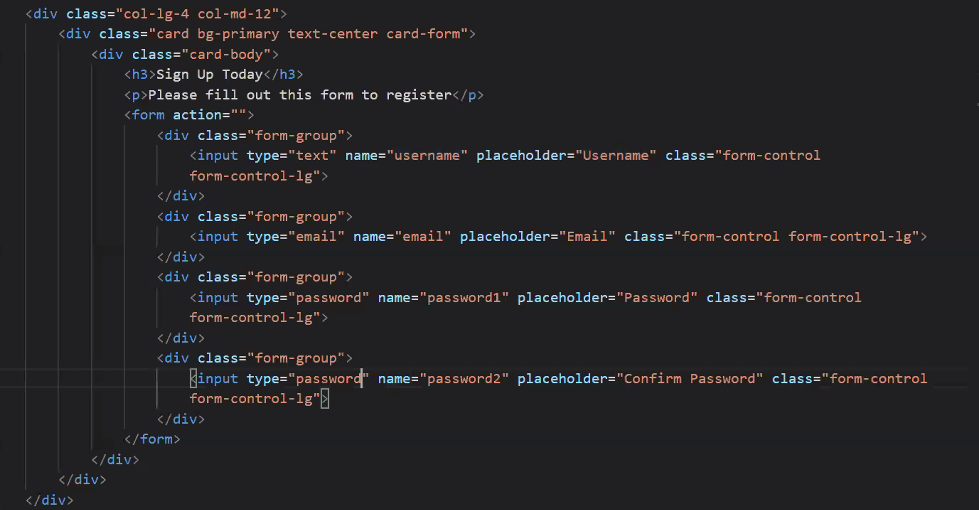 <div class="col-lg-4 col-md-12">
<div class="card bg-primary text-center card-form">
<div class="card-body">
<h3>Sign Up Today</h3>
<p>Please fill out this form to register</p>
<form action="">
<div class="form-group">
<input type="text" name="username" placeholder="Username" class="form-control
form-control-lg">
</div>
<div class="form-group">
<input type="email" name="email" placeholder="Email" class="form-control form-control-lg">
</div>
<div class="form-group">
<input type="password" name="password1" placeholder="Password" class="form-control
form-control-lg">
</div>
<div class="form-group">
<input type="password" name="password2" placeholder="Confirm Password" class="form-control
form-control-lg">
</div>
</form>
</div>
</div>
</div>